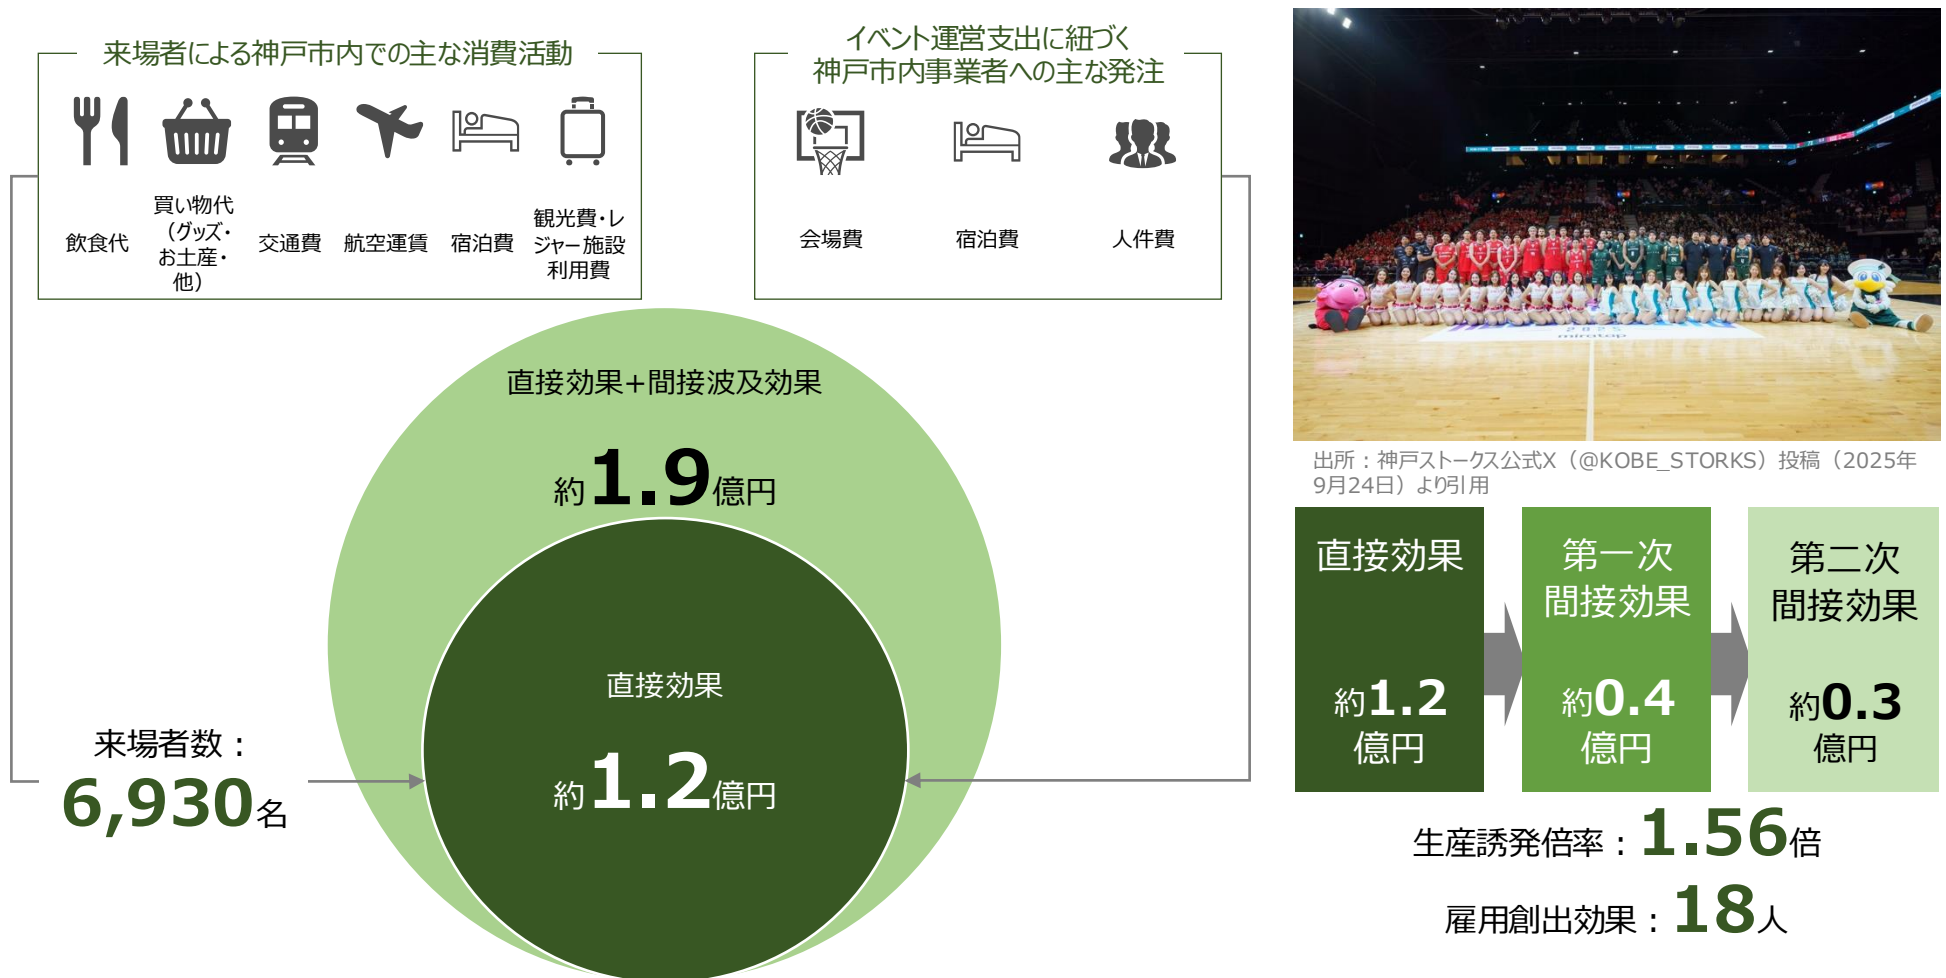 来場者による神戸市内での主な消費活動
飲食代
買い物代
（グッズ・
お土産・
他）
交通費
航空運賃
宿泊費
観光費・レ
ジャー施設
利用費
イベント運営支出に紐づく
神戸市内事業者への主な発注
会場費
宿泊費
人件費
直接効果+間接波及効果
約1.9億円
直接効果
約1.2億円
来場者数：
6,930名
2025
mirotop
出所：神戸ストークス公式X（@KOBE_STORKS）投稿（2025年
9月24日）より引用
直接効果
約1.2
億円
第一次
間接効果
約0.4
億円
第二次
間接効果
約0.3
億円
生産誘発倍率：1.56倍
雇用創出効果：18人